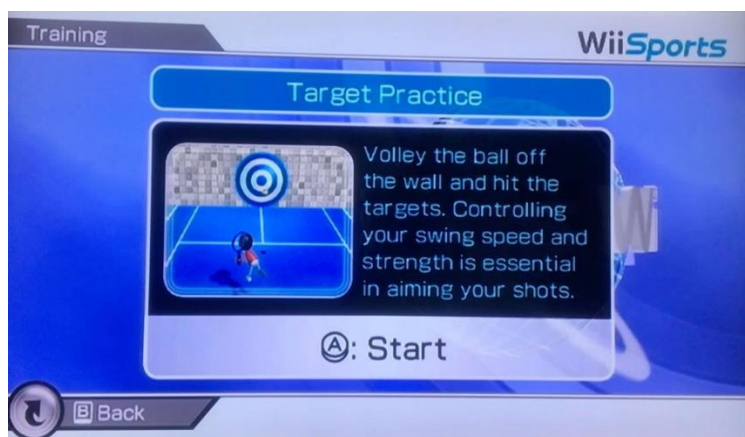 Training
WiiSports
Target Practice
Volley the ball off
the wall and hit the
targets. Controlling
your swing speed and
strength is essential
in aiming your shots.
A: Start
B Back